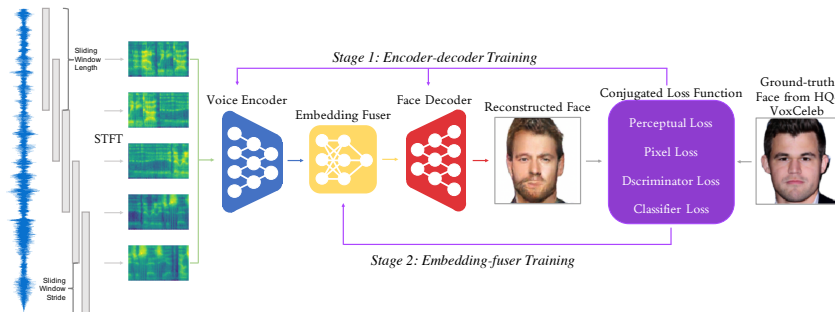 Sliding
Window
Length
STFT
Sliding
Window
Stride
Stage 1: Encoder-decoder Training
Voice Encoder
Embedding Fuser
Face Decoder
Reconstructed Face
Conjugated Loss Function
Perceptual Loss
Pixel Loss
Dscriminator Loss
Classifier Loss
Ground-truth
Face from HQ
VoxCeleb
Stage 2: Embedding-fuser Training